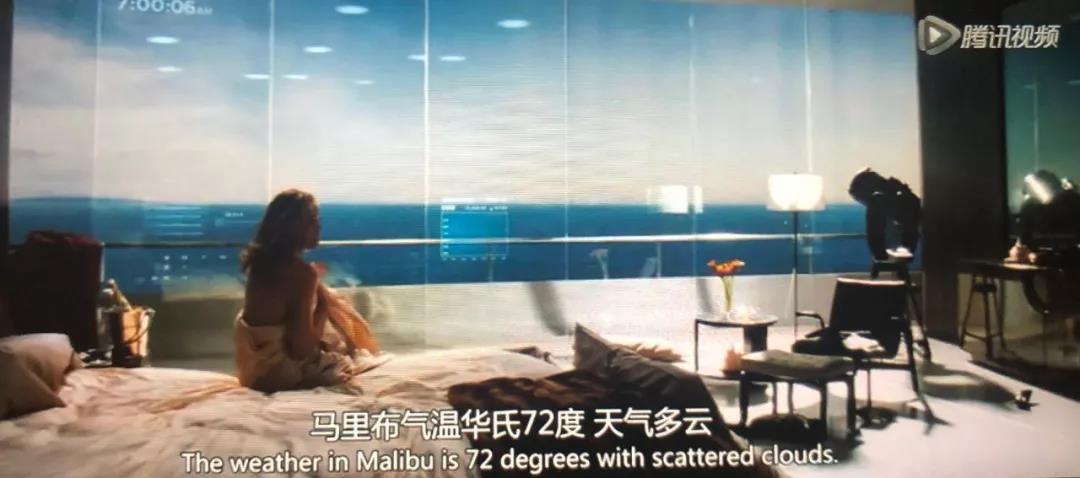 7:00:06AM
腾讯视频
马里布气温华氏72度 天气多云
The weather in Malibu is 72 degrees with scattered clouds.